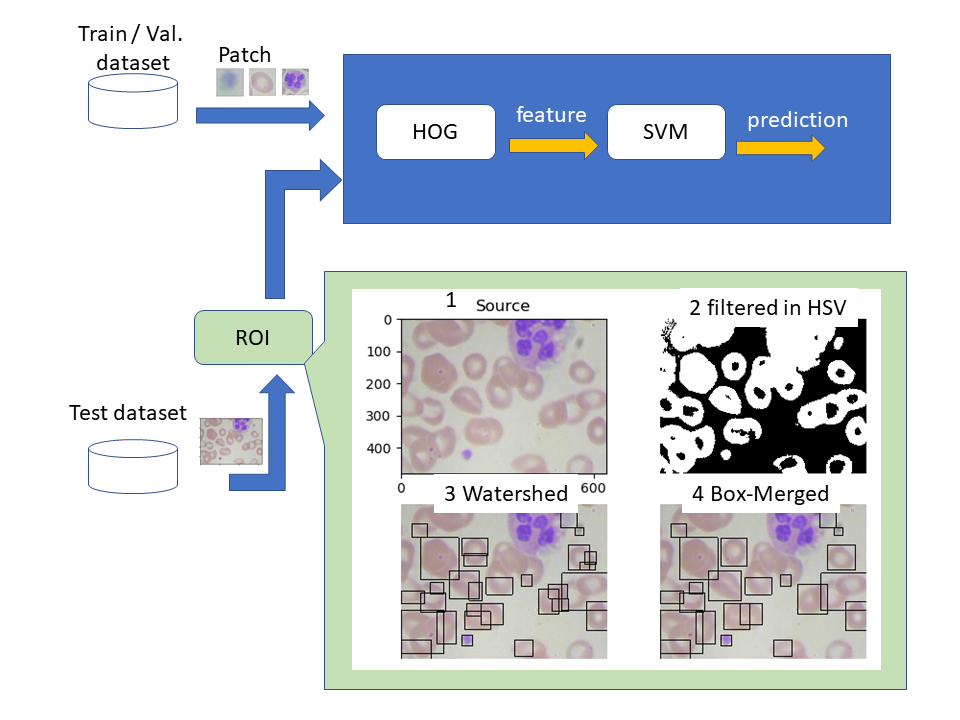 Train / Val.
dataset
Patch
HOG
feature
SVM
prediction
ROI
Test dataset
1
Source
0
100
200
300
400
0
600
2 filtered in HSV
3 Watershed
4 Box-Merged